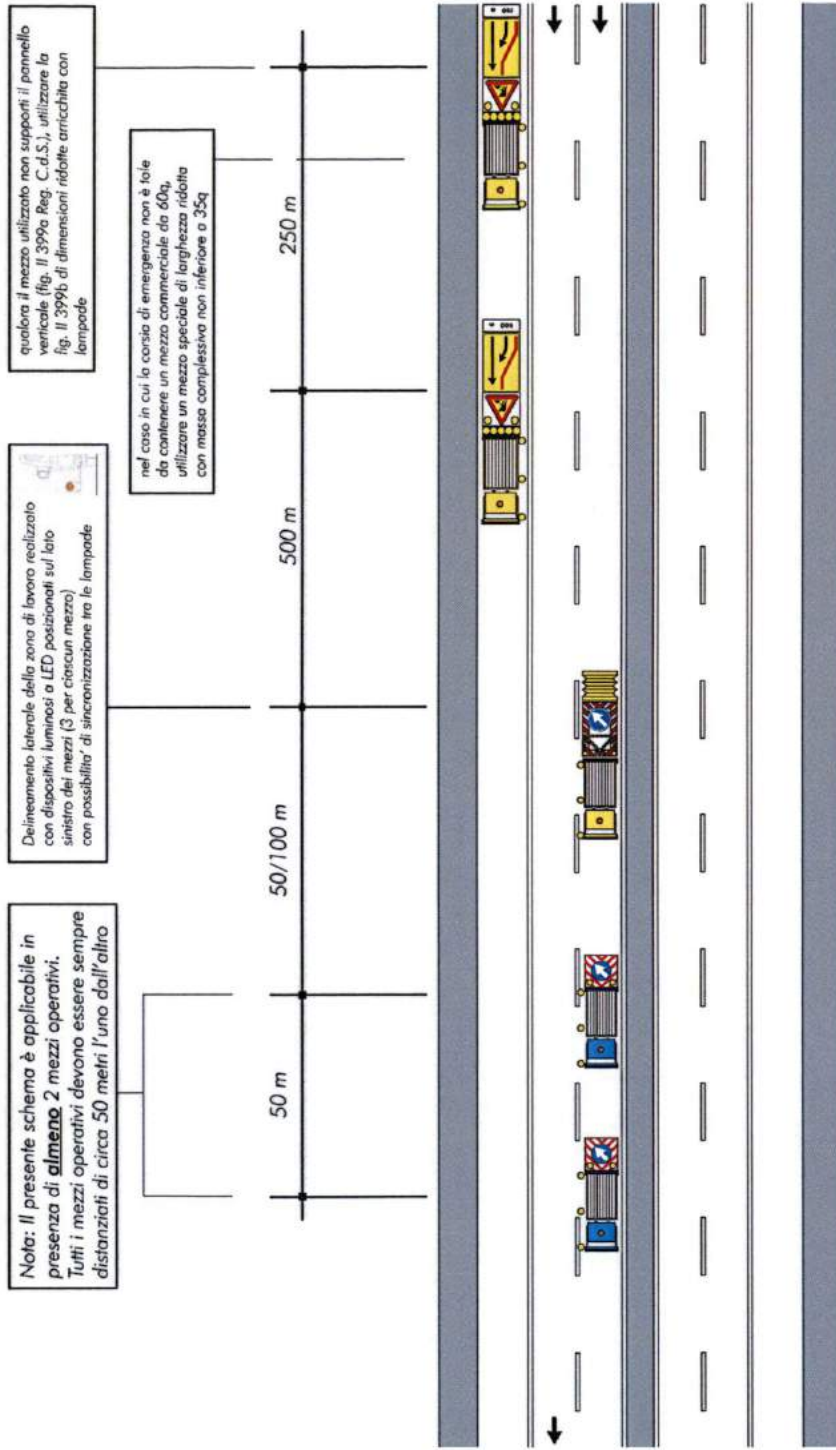 Nota: Il presente schema è applicabile in
presenza di almeno 2 mezzi operativi.
Tutti i mezzi operativi devono essere sempre
distanziati di circa 50 metri l'uno dall'altro
Delineamento laterale della zona di lavoro realizzato
con dispositivi luminosi a LED posizionati sul lato
sinistro dei mezzi (3 per ciascun mezzo)
con possibilita' di sincronizzazione tra le lampade
qualora il mezzo utilizzato non supporti il pannello
verticale (fig. II 399a Reg. C.d.S.), utilizzare la
fig. II 399b di dimensioni ridotte arricchita con
lampade
nel caso in cui la corsia di emergenza non è tale
da contenere un mezzo commerciale da 60q,
utilizzare un mezzo speciale di larghezza ridotta
con massa complessiva non inferiore a 35q
50 m
50/100 m
500 m
250 m